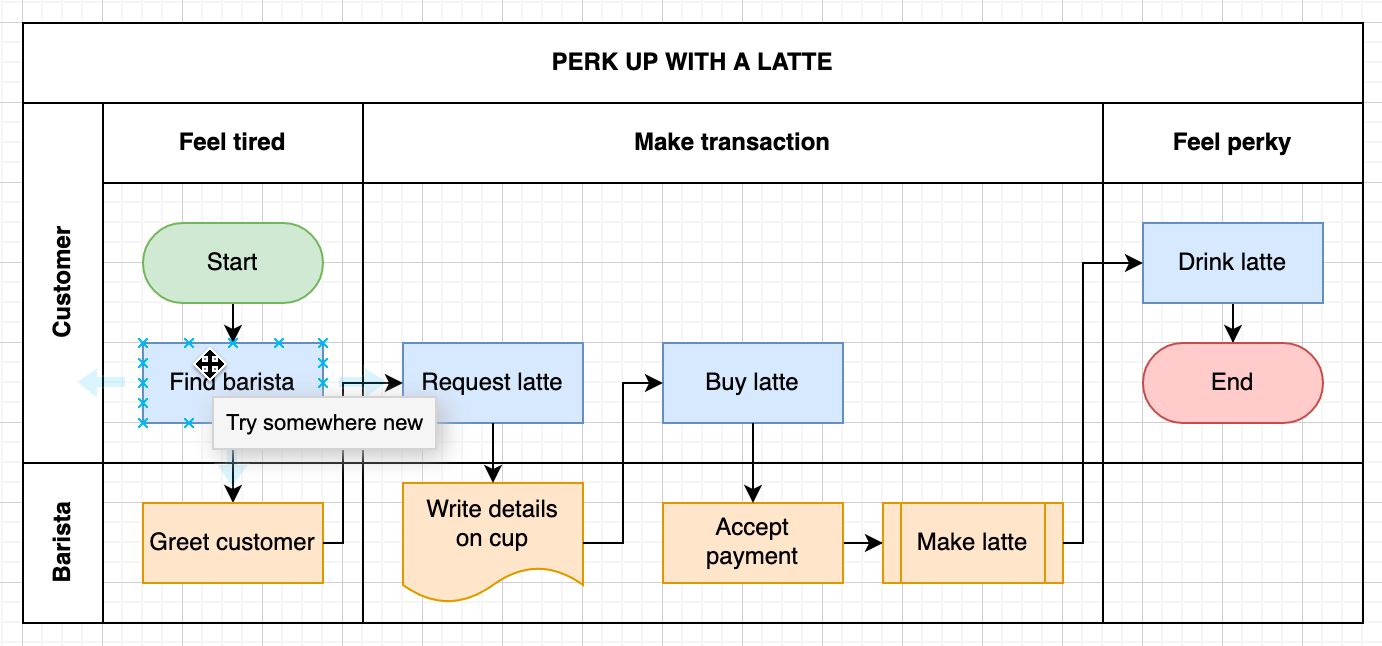 PERK UP WITH A LATTE
Feel tired
Make transaction
Feel perky
Customer
Start
Drink latte
Find barista
Request latte
Buy latte
End
Try somewhere new
Barista
Greet customer
Write details
on cup
Accept
payment
Make latte